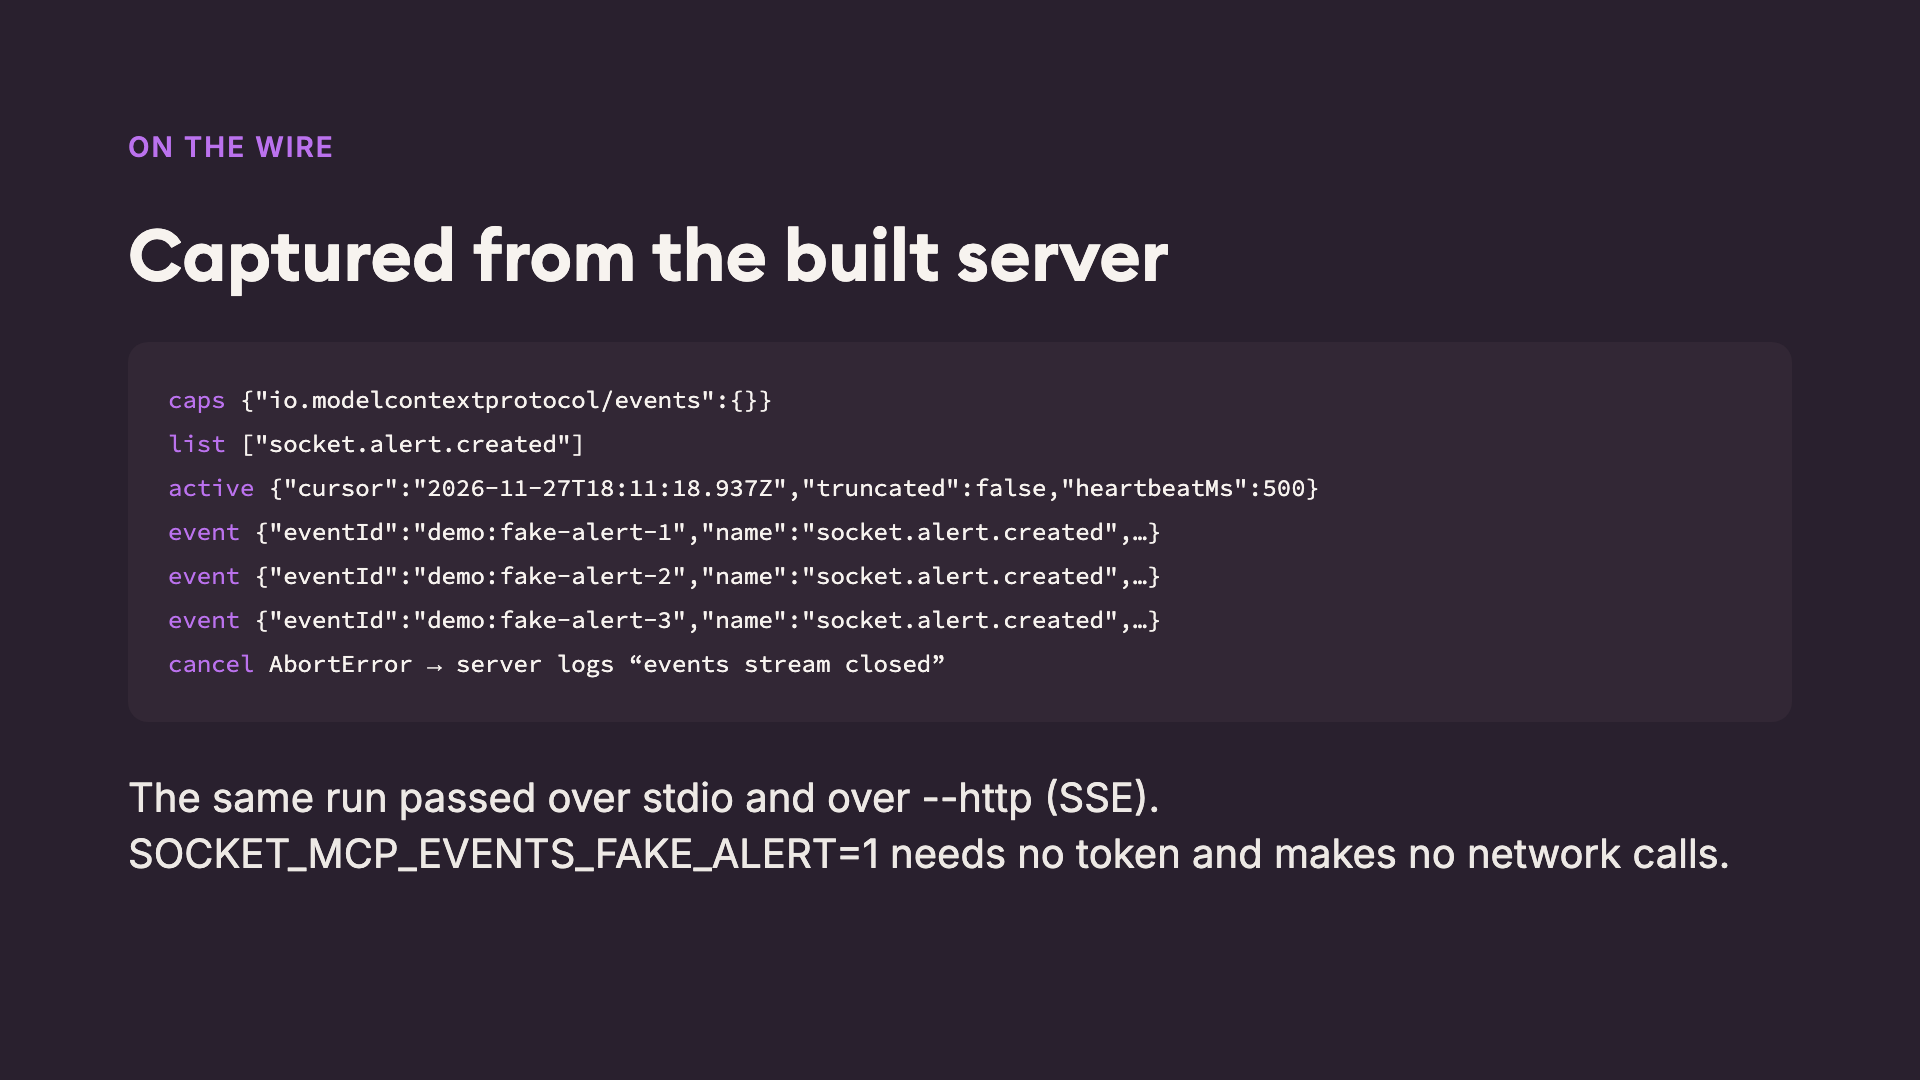 ON THE WIRE
Captured from the built server
caps {"io.modelcontextprotocol/events":{}}
list ["socket.alert.created"]
active {"cursor":"2026-11-27T18:11:18.937Z","truncated":false,"heartbeatMs":500}
event {"eventId":"demo:fake-alert-1","name":"socket.alert.created",…}
event {"eventId":"demo:fake-alert-2","name":"socket.alert.created",…}
event {"eventId":"demo:fake-alert-3","name":"socket.alert.created",…}
cancel AbortError → server logs “events stream closed”
The same run passed over stdio and over --http (SSE).
SOCKET_MCP_EVENTS_FAKE_ALERT=1 needs no token and makes no network calls.